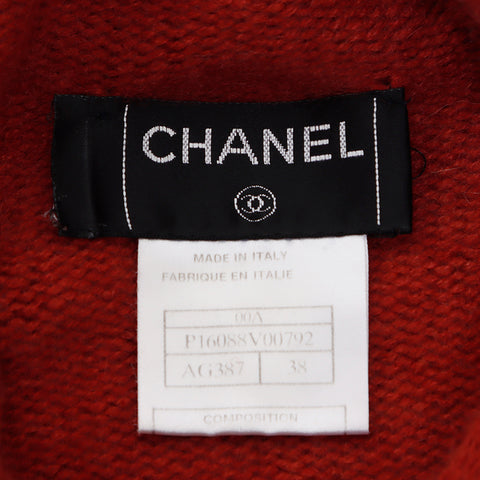 CHANEL
MADE IN ITALY
FABRIQUE EN ITALIE
00A
P16088V00792
AG387 38
COMPOSITION